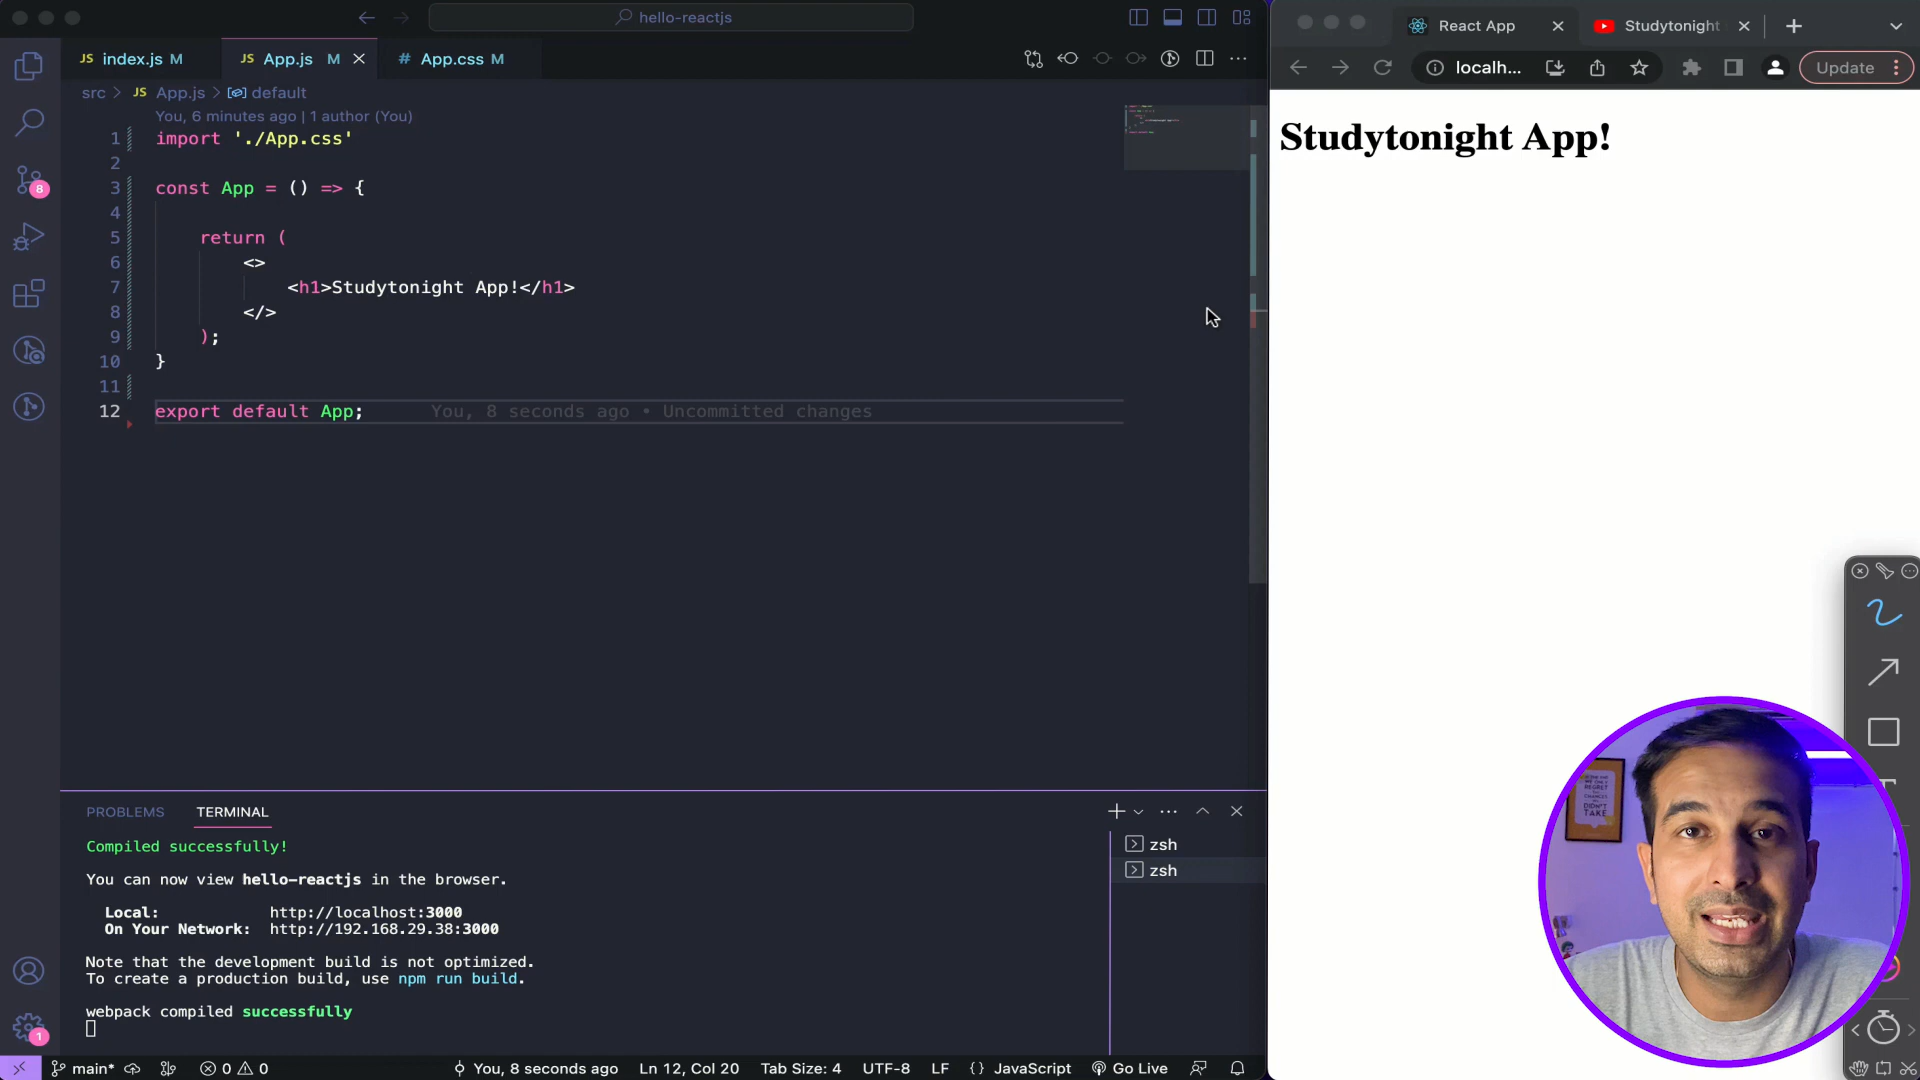 hello-reactjs
JS index.js M
JS App.js M
# App.css M
src > JS App.js > default
You, 6 minutes ago | 1 author (You)
1 import './App.css'
2
3 const App = () => {
4
5 return (
6 <>
7 <h1>Studytonight App!</h1>
8 </>
9 );
10 }
11
12 export default App; You, 8 seconds ago • Uncommitted changes
8
PROBLEMS TERMINAL
Compiled successfully!
You can now view hello-reactjs in the browser.
Local: http://localhost:3000
On Your Network: http://192.168.29.38:3000
Note that the development build is not optimized.
To create a production build, use npm run build.
webpack compiled successfully
zsh
zsh
1
main* 0 0 You, 8 seconds ago Ln 12, Col 20 Tab Size: 4 UTF-8 LF {} JavaScript Go Live
React App
Studytonight
localh...
Update
Studytonight App!
REGRET
CHANGES
DIDN'T
TAKE